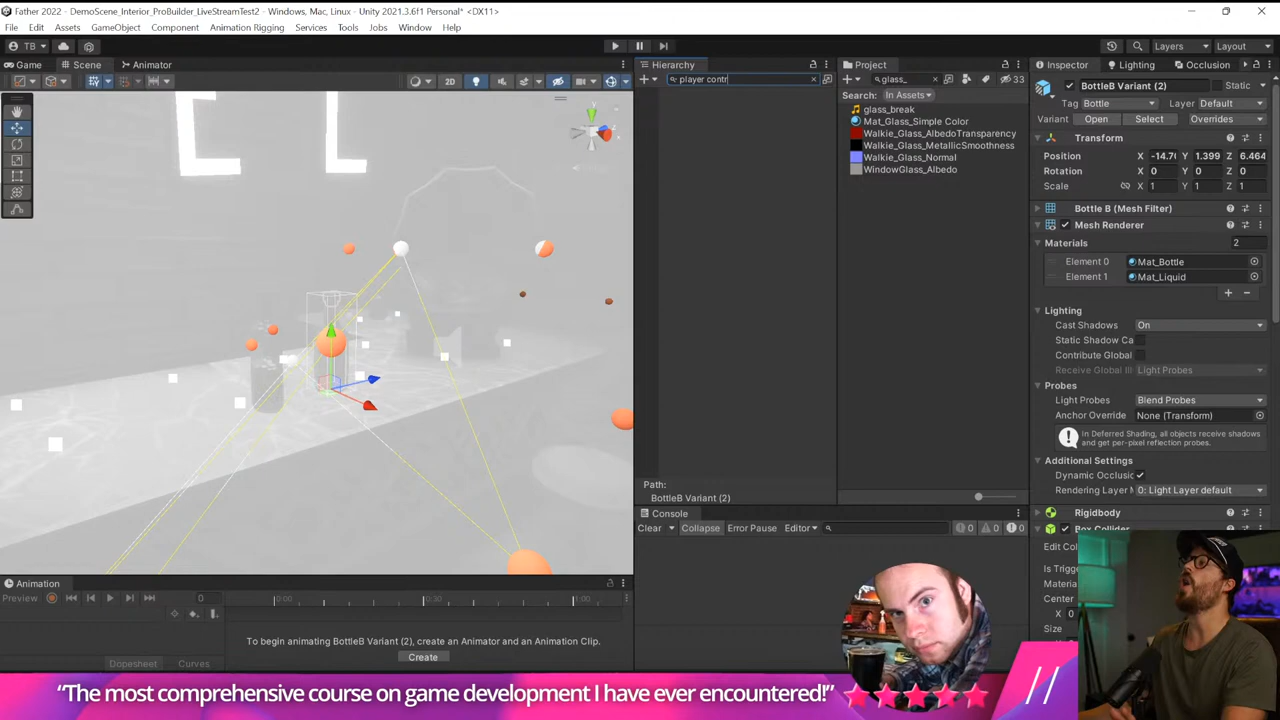 Father 2022 - DemoScene_Interior_ProBuilder_LiveStreamTest2 - Windows, Mac, Linux - Unity 2021.3.6f1 Personal* <DX11>
File Edit Assets GameObject Component Animation Rigging Services Tools Jobs Window Help
TB Layers Layout
Game Scene Animator
2D
EL
Hierarchy
player contr
Path:
BottleB Variant (2)
Project
glass_ 33
Search: In Assets
glass_break
Mat_Glass_Simple Color
Walkie_Glass_AlbedoTransparency
Walkie_Glass_MetallicSmoothness
Walkie_Glass_Normal
WindowGlass_Albedo
Console
Clear Collapse Error Pause Editor 0 0 0
Inspector Lighting Occlusion
BottleB Variant (2) Static
Tag Bottle Layer Default
Variant Open Select Overrides
Transform
Position X -14.70 Y 1.399 Z 6.464
Rotation X 0 Y 0 Z 0
Scale X 1 Y 1 Z 1
Bottle B (Mesh Filter)
Mesh Renderer
Materials 2
Element 0 Mat_Bottle
Element 1 Mat_Liquid
Lighting
Cast Shadows On
Static Shadow Ca
Contribute Global
Receive Global Ill Light Probes
Probes
Light Probes Blend Probes
Anchor Override None (Transform)
In Deferred Shading, all objects receive shadows
and get per-pixel reflection probes.
Additional Settings
Dynamic Occlusio
Rendering Layer M 0: Light Layer default
Rigidbody
Box Collider
Edit Col
Is Trigge
Material
Center
X 0
Size
Animation
Preview 0 0:00 0:30 1:00
To begin animating BottleB Variant (2), create an Animator and an Animation Clip.
Create
Dopesheet Curves
“The most comprehensive course on game development I have ever encountered!” //